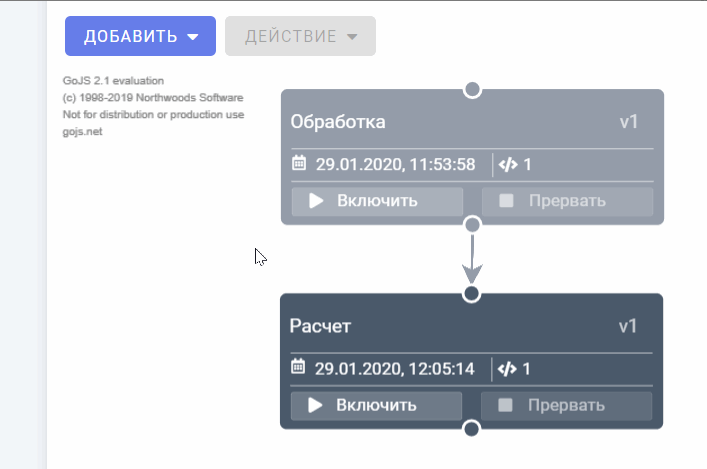 ДОБАВИТЬ ДЕЙСТВИЕ
GoJS 2.1 evaluation
(c) 1998-2019 Northwoods Software
Not for distribution or production use
gojs.net
Обработка v1
29.01.2020, 11:53:58 </> 1
Включить Прервать
Расчет v1
29.01.2020, 12:05:14 </> 1
Включить Прервать